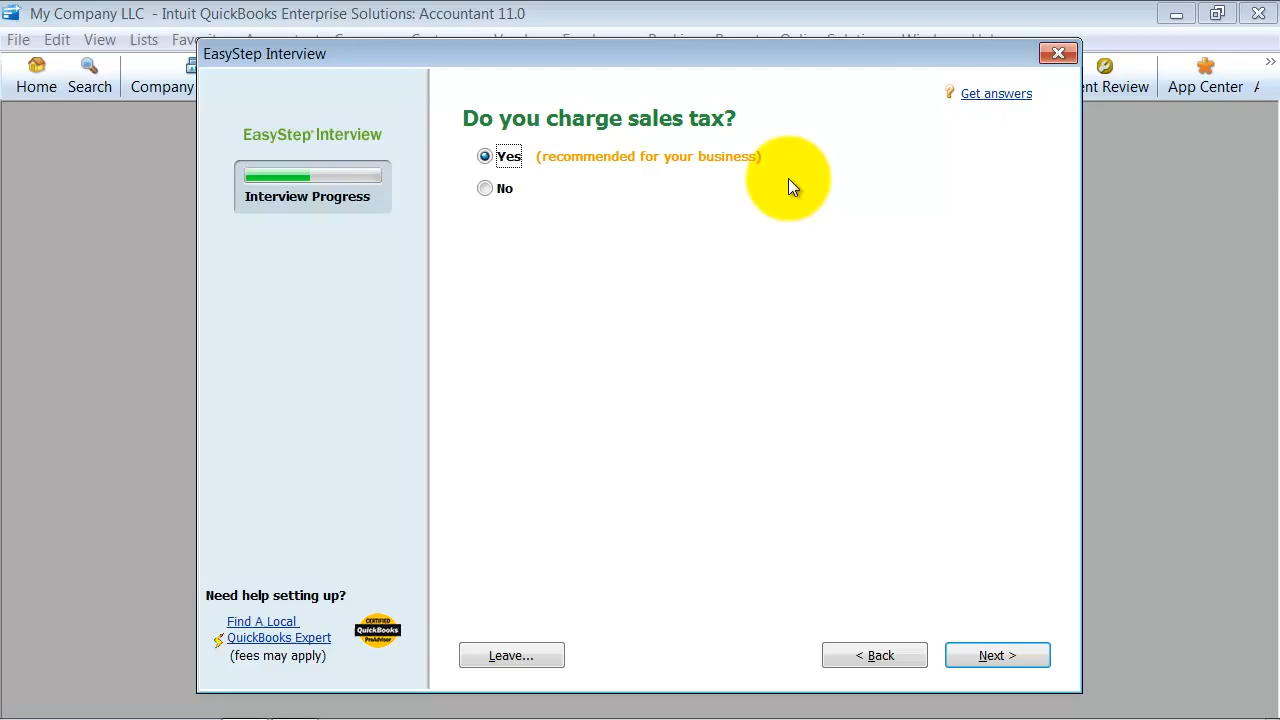 My Company LLC - Intuit QuickBooks Enterprise Solutions: Accountant 11.0
File Edit View Lists
EasyStep Interview
Home Search Company
nt Review App Center
Get answers
Do you charge sales tax?
EasyStep Interview
Yes (recommended for your business)
Interview Progress
No
Need help setting up?
Find A Local
QuickBooks Expert
(fees may apply)
CERTIFIED
QuickBooks
ProAdvisor
Leave...
< Back
Next >